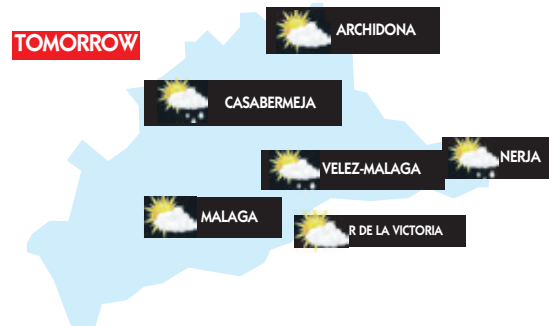 ARCHIDONA
TOMORROW
CASABERMEJA
NERJA
VELEZ-MALAGA
MALAGA
R DE LA VICTORIA